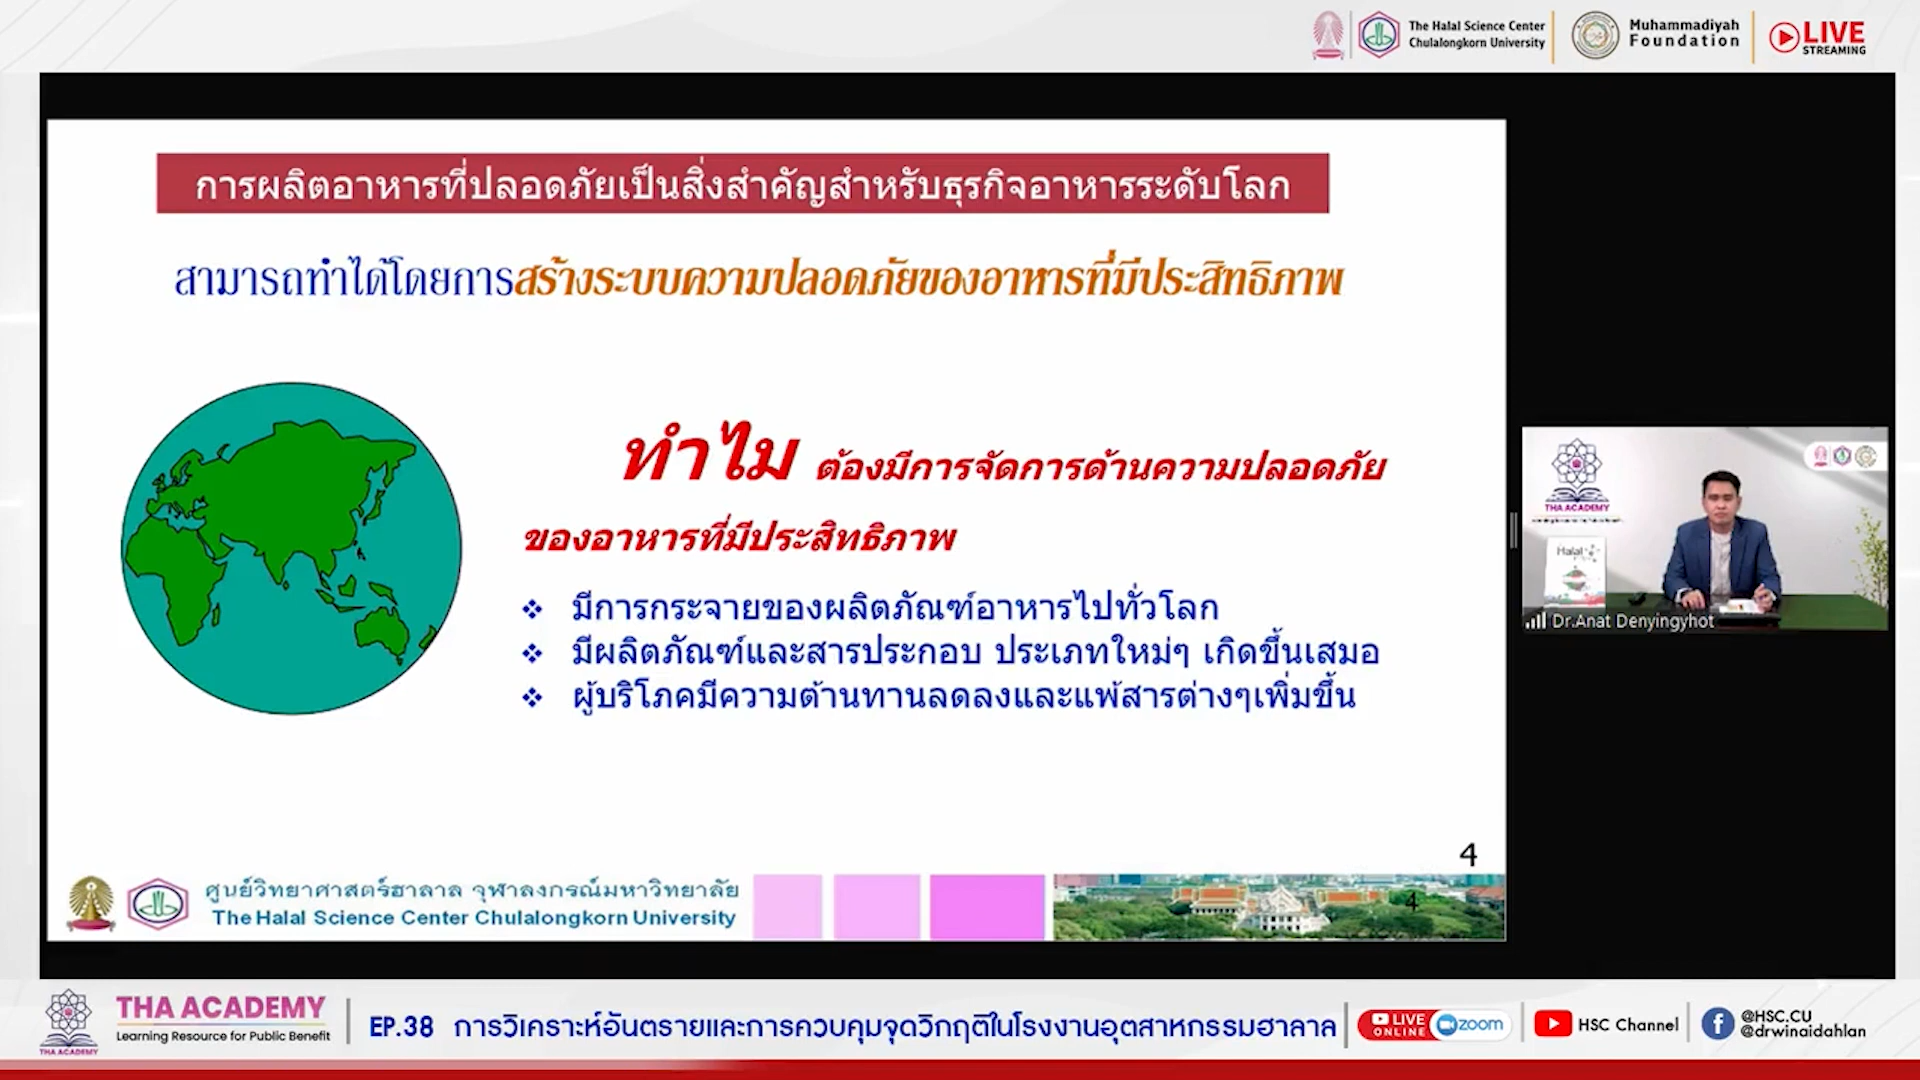 The Halal Science Center
Chulalongkorn University
Muhammadiyah
Foundation
LIVE
STREAMING
การผลิตอาหารที่ปลอดภัยเป็นสิ่งสำคัญสำหรับธุรกิจอาหารระดับโลก
สามารถทำได้โดยการสร้างระบบความปลอดภัยของอาหารที่มีประสิทธิภาพ
ทำไม ต้องมีการจัดการด้านความปลอดภัย
ของอาหารที่มีประสิทธิภาพ
❖ มีการกระจายของผลิตภัณฑ์อาหารไปทั่วโลก
❖ มีผลิตภัณฑ์และสารประกอบ ประเภทใหม่ๆ เกิดขึ้นเสมอ
❖ ผู้บริโภคมีความต้านทานลดลงและแพ้สารต่างๆเพิ่มขึ้น
THA ACADEMY
Halal
Dr.Anat Denyingyhot
4
4
ศูนย์วิทยาศาสตร์ฮาลาล จุฬาลงกรณ์มหาวิทยาลัย
The Halal Science Center Chulalongkorn University
THA ACADEMY
THA ACADEMY
Learning Resource for Public Benefit
EP.38 การวิเคราะห์อันตรายและการควบคุมจุดวิกฤติในโรงงานอุตสาหกรรมฮาลาล
LIVE
ONLINE
zoom
HSC Channel
@HSC.CU
@drwinaidahlan